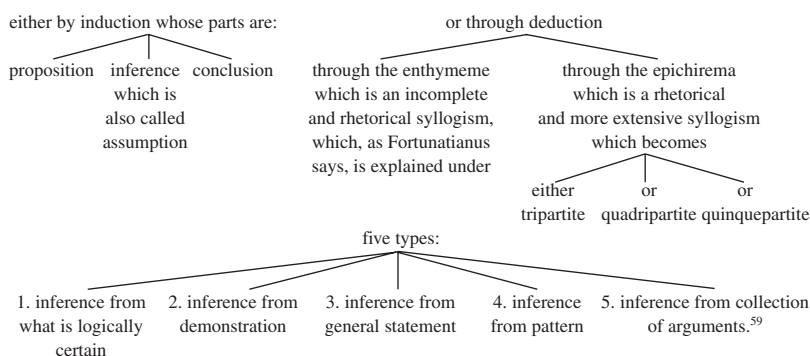 either by induction whose parts are:
or through deduction
proposition
inference
which is
also called
assumption
conclusion
through the enthymeme
which is an incomplete
and rhetorical syllogism,
which, as Fortunatianus
says, is explained under
through the epichirema
which is a rhetorical
and more extensive syllogism
which becomes
either
tripartite
or
quadripartite
or
quinquepartite
five types:
1. inference from
what is logically
certain
2. inference from
demonstration
3. inference from
general statement
4. inference
from pattern
5. inference from collection
of arguments.59